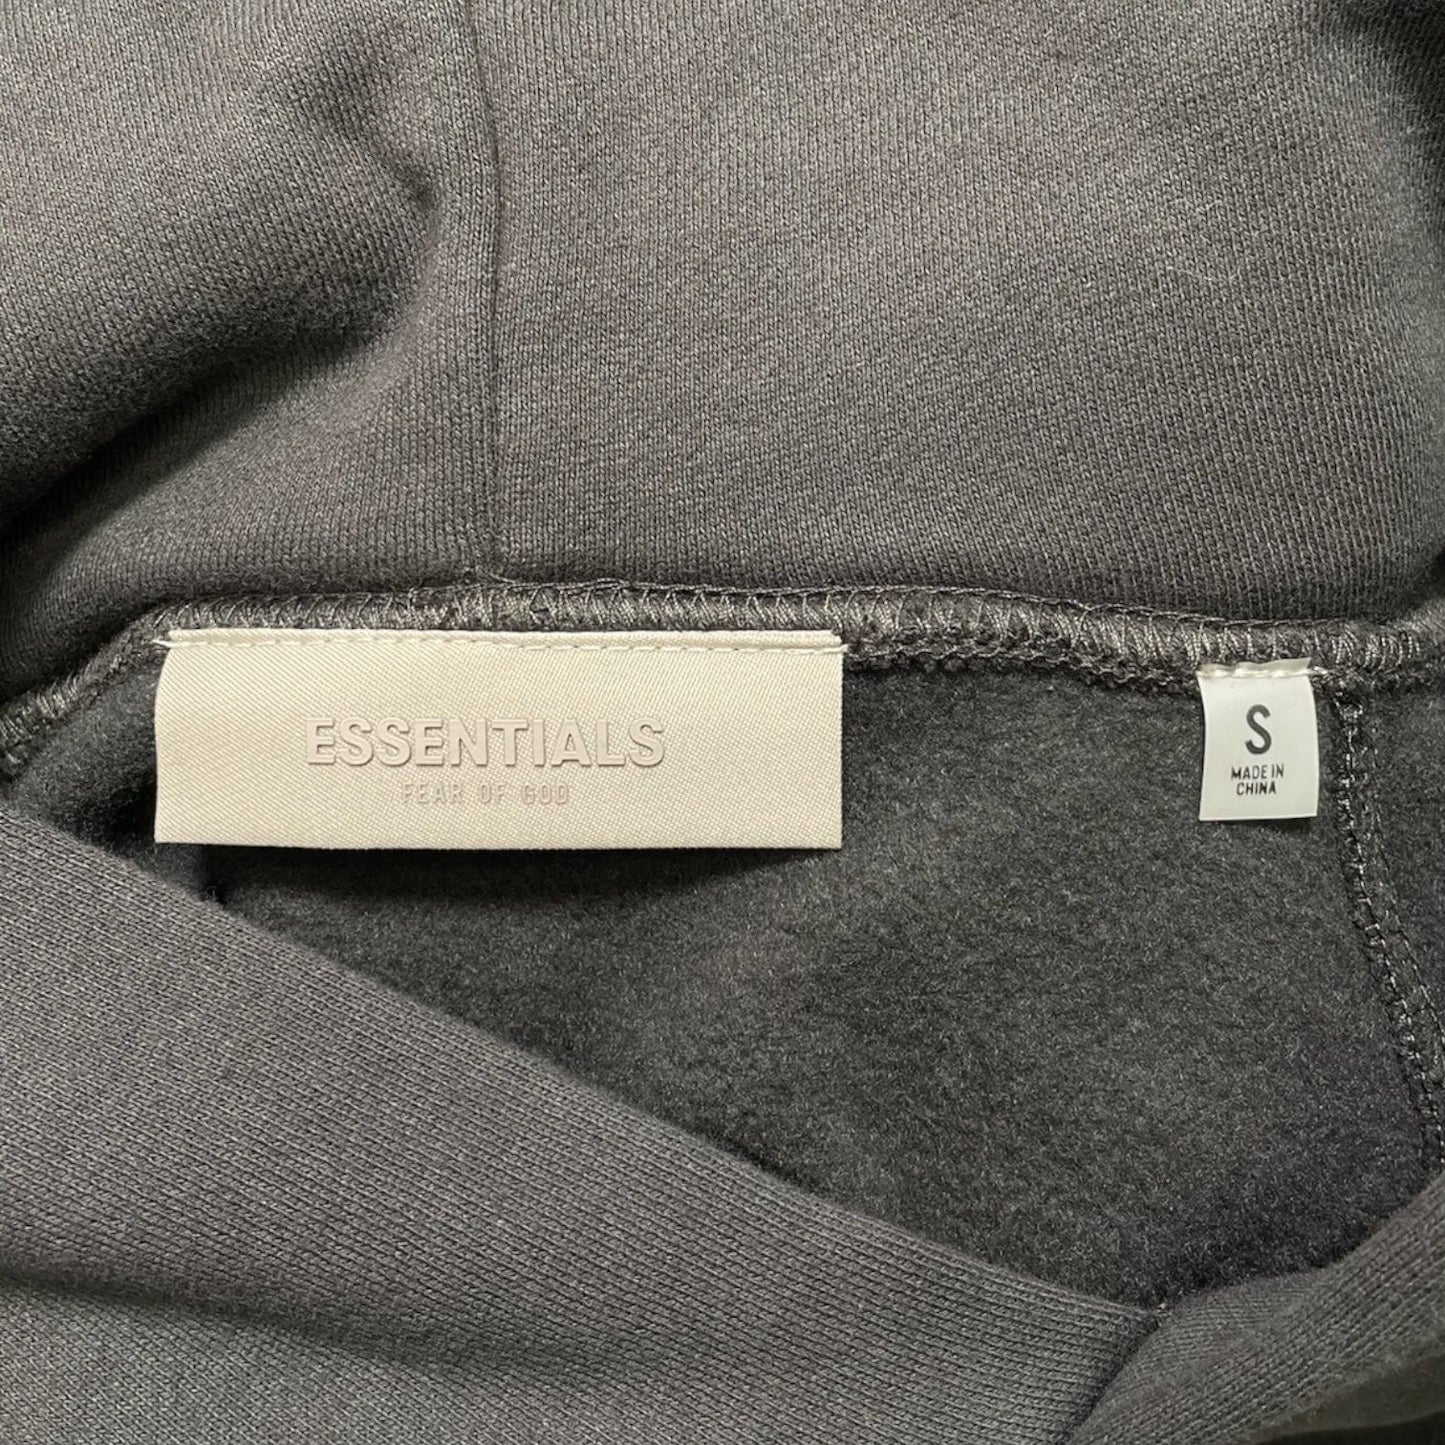 ESSENTIALS
FEAR OF GOD
S
MADE IN
CHINA